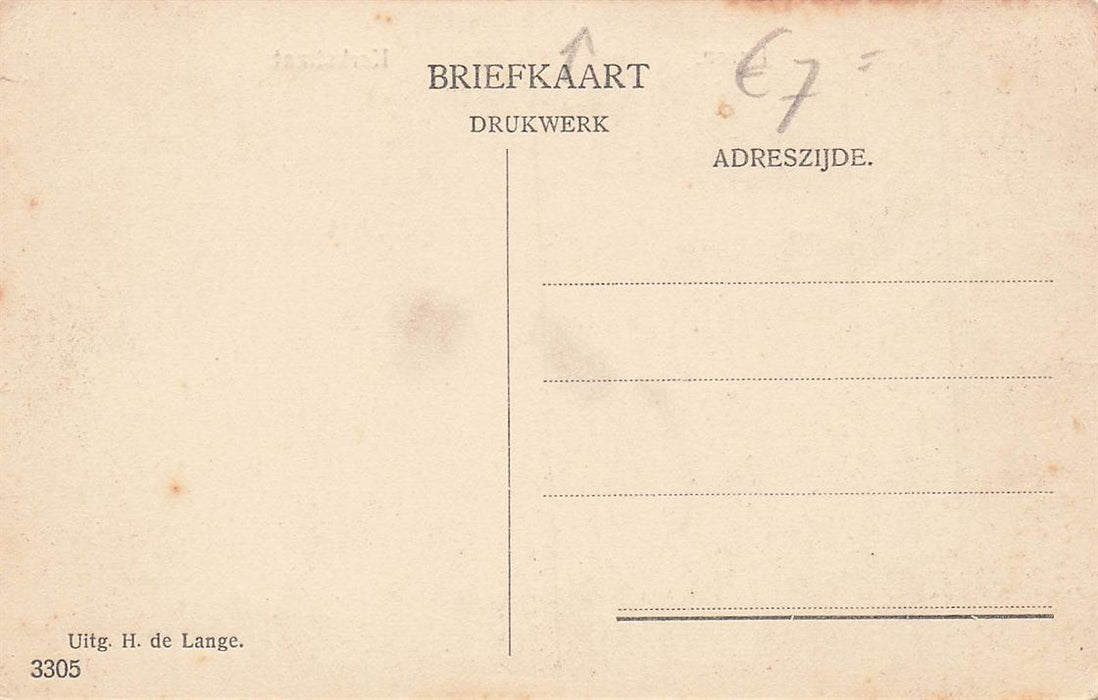 BRIEFKAART
DRUKWERK
€ 7 =
ADRESZIJDE.
Uitg. H. de Lange.
3305